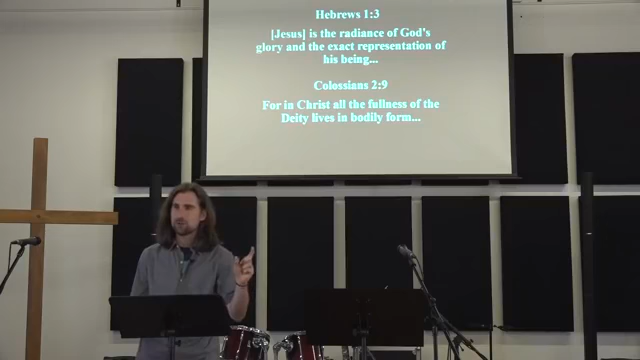 Hebrews 1:3
[Jesus] is the radiance of God's
glory and the exact representation of
his being...
Colossians 2:9
For in Christ all the fullness of the
Deity lives in bodily form...